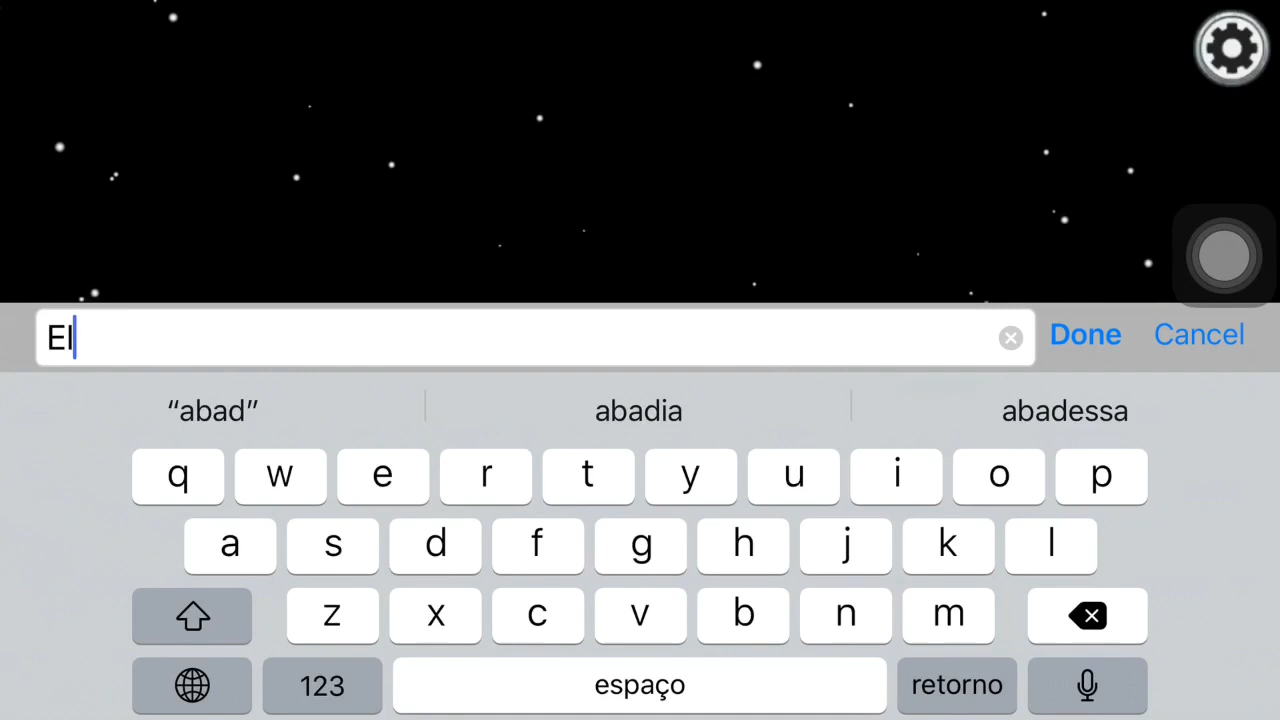 El
Done Cancel
“abad” abadia abadessa
q w e r t y u i o p
a s d f g h j k l
z x c v b n m
123 espaço retorno